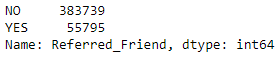 NO     383739
YES     55795
Name: Referred_Friend, dtype: int64